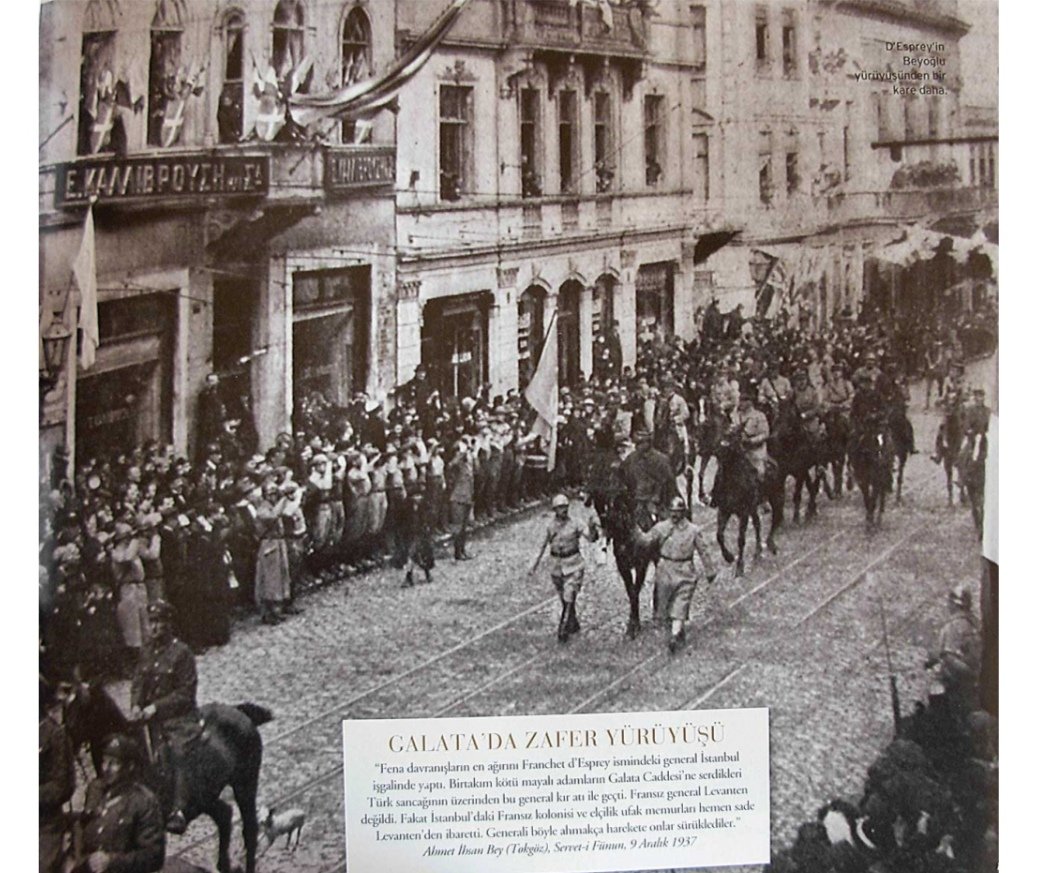 D'Esprey'in
Beyoğlu
yürüyüşünden bir
kare daha.
Ε. ΚΑΛΛΙΒΡΟΥΣΗ
GALATA'DA ZAFER YÜRÜYÜŞÜ
“Fena davranışların en ağırını Franchet d’Esprey ismindeki general İstanbul
işgalinde yaptı. Birtakım kötü mayalı adamların Galata Caddesi’ne serdikleri
Türk sancağının üzerinden bu general kır atı ile geçti. Fransız general Levanten
değildi. Fakat İstanbul’daki Fransız kolonisi ve elçilik ufak memurları hemen sade
Levanten’den ibaretti. Generali böyle ahmakça harekete onlar sürüklediler.”
Ahmet İhsan Bey (Tokgöz), Servet-i Fünun, 9 Aralık 1937